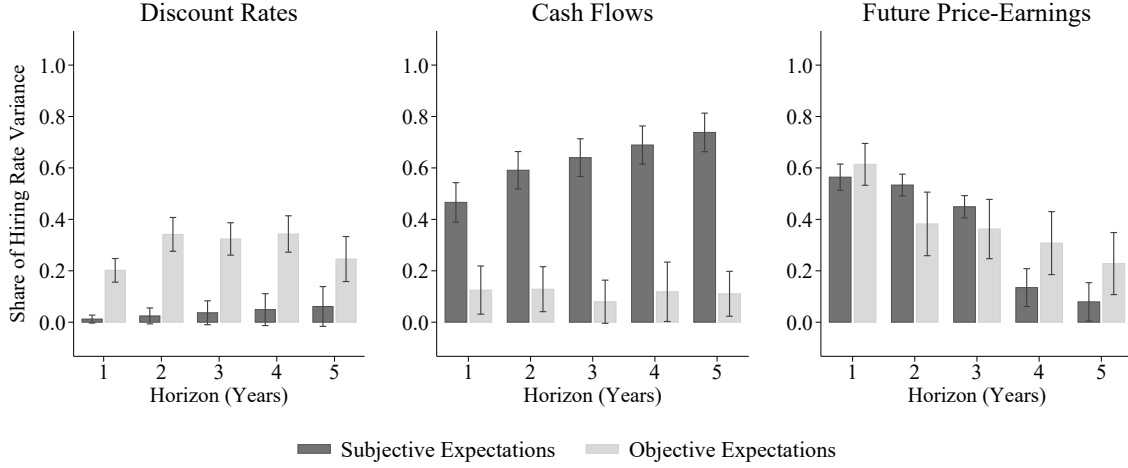 Discount Rates
Cash Flows
Future Price-Earnings
Share of Hiring Rate Variance
1.0
0.8
0.6
0.4
0.2
0.0
1 2 3 4 5
Horizon (Years)
1.0
0.8
0.6
0.4
0.2
0.0
1 2 3 4 5
Horizon (Years)
1.0
0.8
0.6
0.4
0.2
0.0
1 2 3 4 5
Horizon (Years)
Subjective Expectations
Objective Expectations